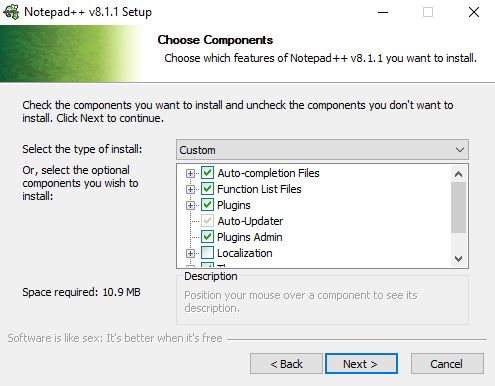 Notepad++ v8.1.1 Setup
Choose Components
Choose which features of Notepad++ v8.1.1 you want to install.
Check the components you want to install and uncheck the components you don't want to
install. Click Next to continue.
Select the type of install:
Custom
Or, select the optional
components you wish to
install:
Auto-completion Files
Function List Files
Plugins
Auto-Updater
Plugins Admin
Localization
Space required: 10.9 MB
Description
Position your mouse over a component to see its
description.
Software is like sex: It's better when it's free
< Back
Next >
Cancel